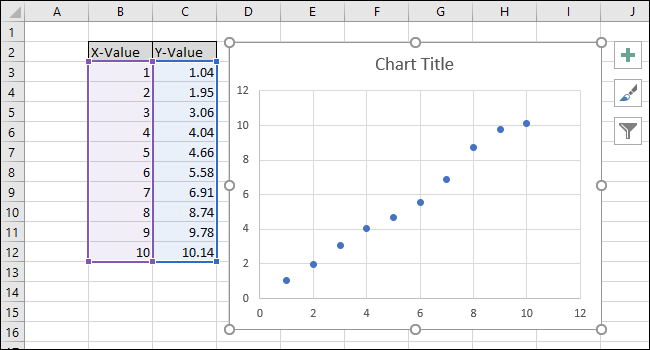 A B C D E F G H I J
1
2 X-Value Y-Value
3 1 1.04
4 2 1.95
5 3 3.06
6 4 4.04
7 5 4.66
8 6 5.58
9 7 6.91
10 8 8.74
11 9 9.78
12 10 10.14
13
14
15
16
Chart Title
12
10
8
6
4
2
0
0 2 4 6 8 10 12